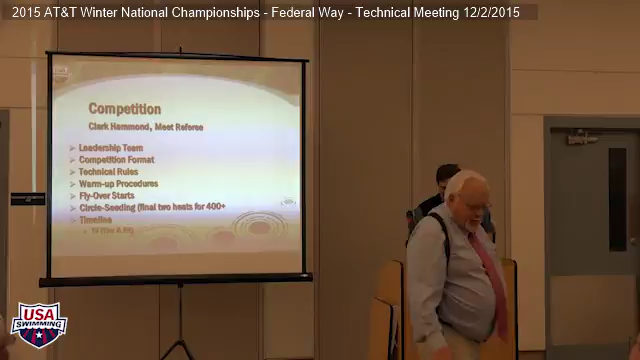 2015 AT&T Winter National Championships - Federal Way - Technical Meeting 12/2/2015
Competition
Clark Hammond, Meet Referee
Leadership Team
Competition Format
Technical Rules
Warm-up Procedures
Fly-Over Starts
Circle-Seeding (final two heats for 400+
Timeline
USA
SWIMMING